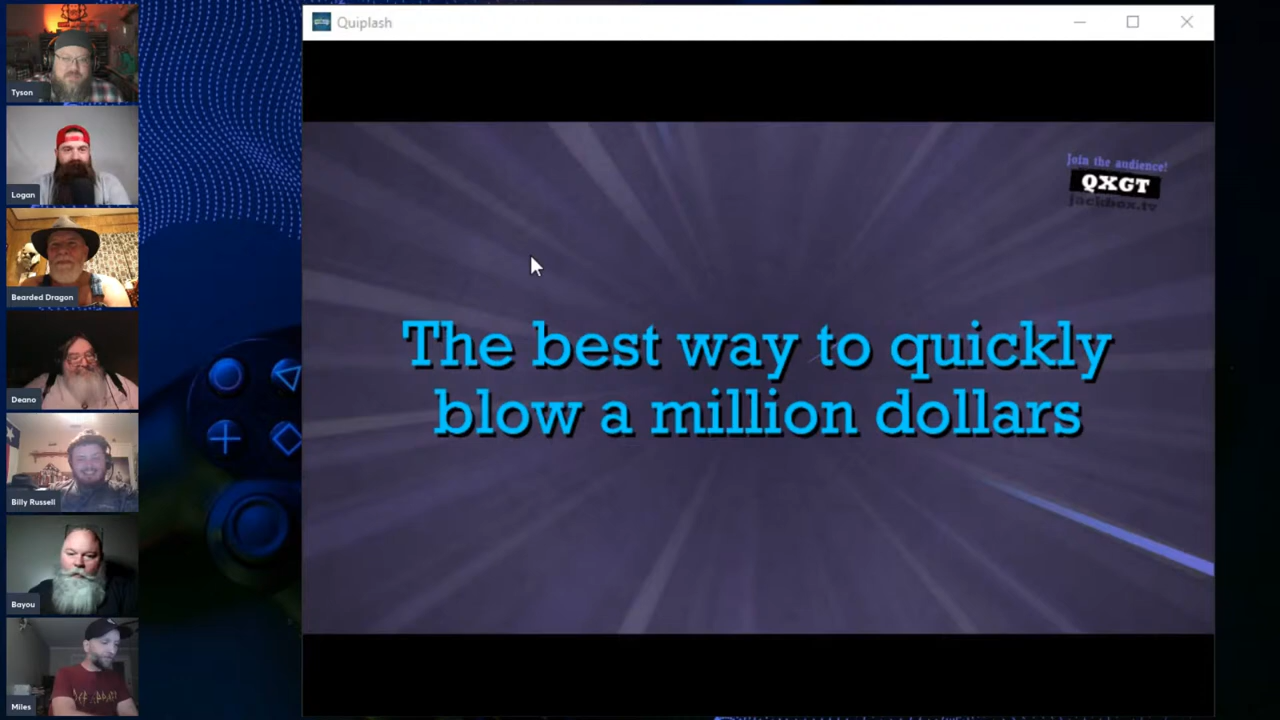 Tyson
Logan
Bearded Dragon
Deano
Billy Russell
Bayou
Miles
Quiplash
Join the audience!
QXGT
jackbox.tv
The best way to quickly
blow a million dollars